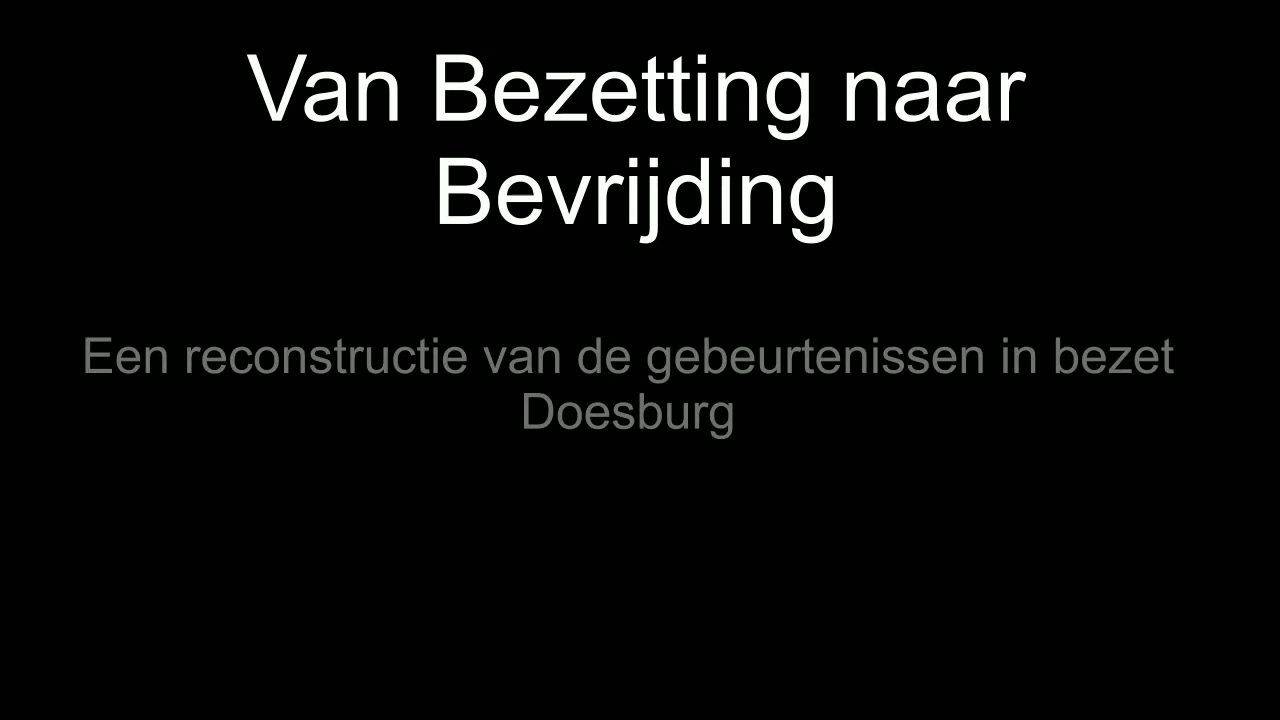 Van Bezetting naar
Bevrijding
Een reconstructie van de gebeurtenissen in bezet
Doesburg